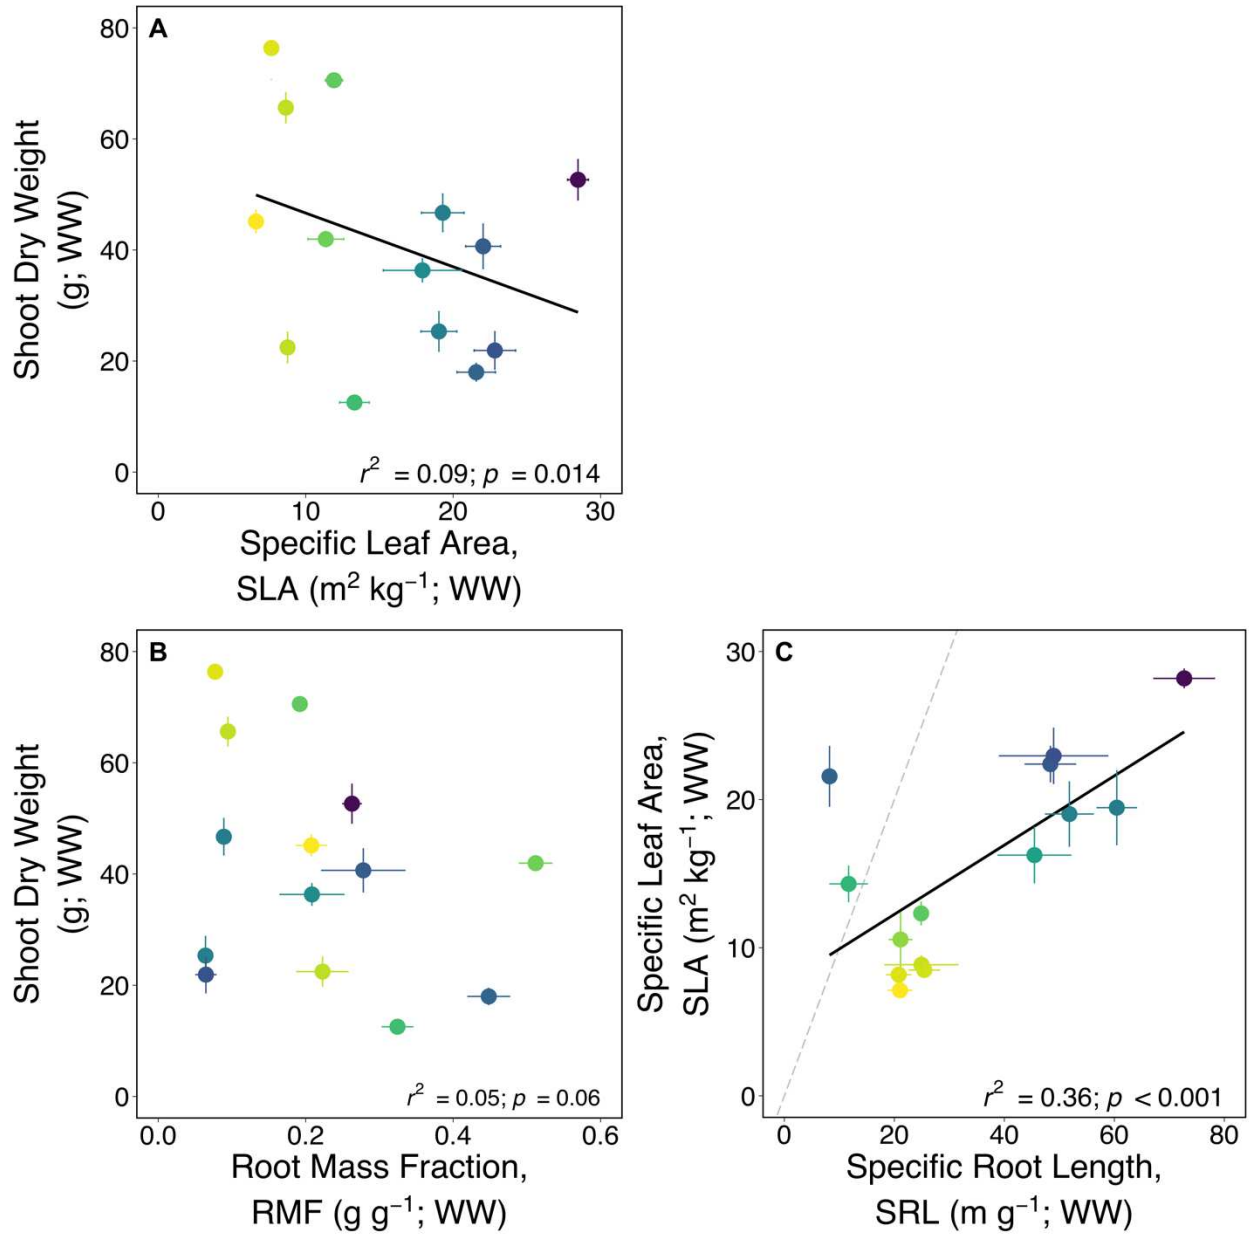 A
80
60
40
20
0
Shoot Dry Weight
(g; WW)
r² = 0.09; p = 0.014
0 10 20 30
Specific Leaf Area,
SLA (m² kg⁻¹; WW)
B
80
60
40
20
0
Shoot Dry Weight
(g; WW)
r² = 0.05; p = 0.06
0.0 0.2 0.4 0.6
Root Mass Fraction,
RMF (g g⁻¹; WW)
C
30
20
10
0
Specific Leaf Area,
SLA (m² kg⁻¹; WW)
r² = 0.36; p < 0.001
0 20 40 60 80
Specific Root Length,
SRL (m g⁻¹; WW)